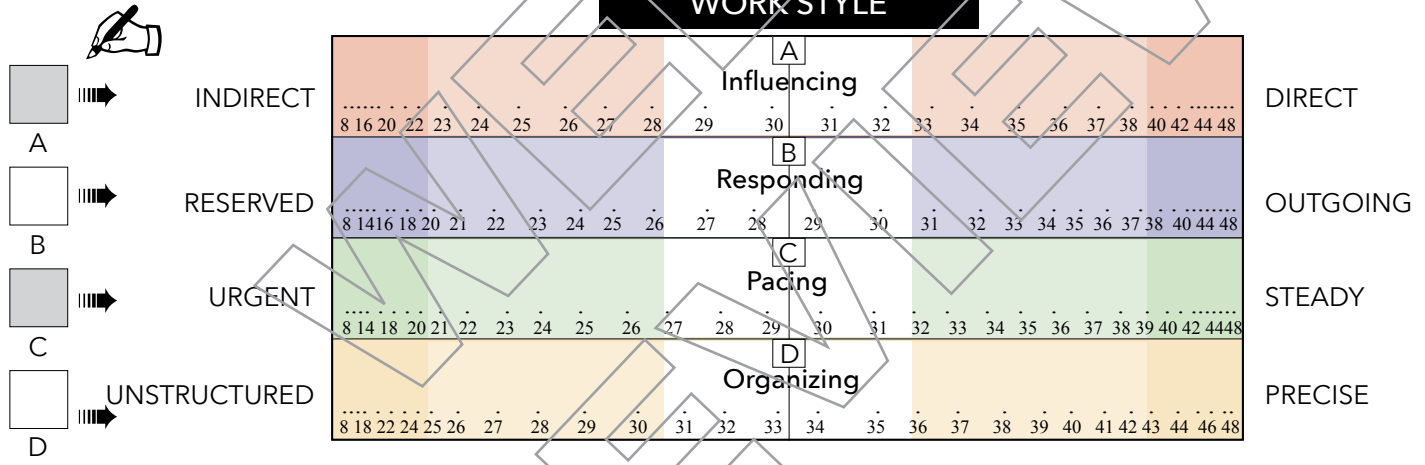 WORK STYLE
A
Influencing
INDIRECT
DIRECT
8 16 20 22 23 24 25 26 27 28 29 30 31 32 33 34 35 36 37 38 40 42 44 48
A
B
Responding
RESERVED
OUTGOING
8 14 16 18 20 21 22 23 24 25 26 27 28 29 30 31 32 33 34 35 36 37 38 40 44 48
B
C
Pacing
URGENT
STEADY
8 14 18 20 21 22 23 24 25 26 27 28 29 30 31 32 33 34 35 36 37 38 39 40 42 44 48
C
D
Organizing
UNSTRUCTURED
PRECISE
8 18 22 24 25 26 27 28 29 30 31 32 33 34 35 36 37 38 39 40 41 42 43 44 46 48
D